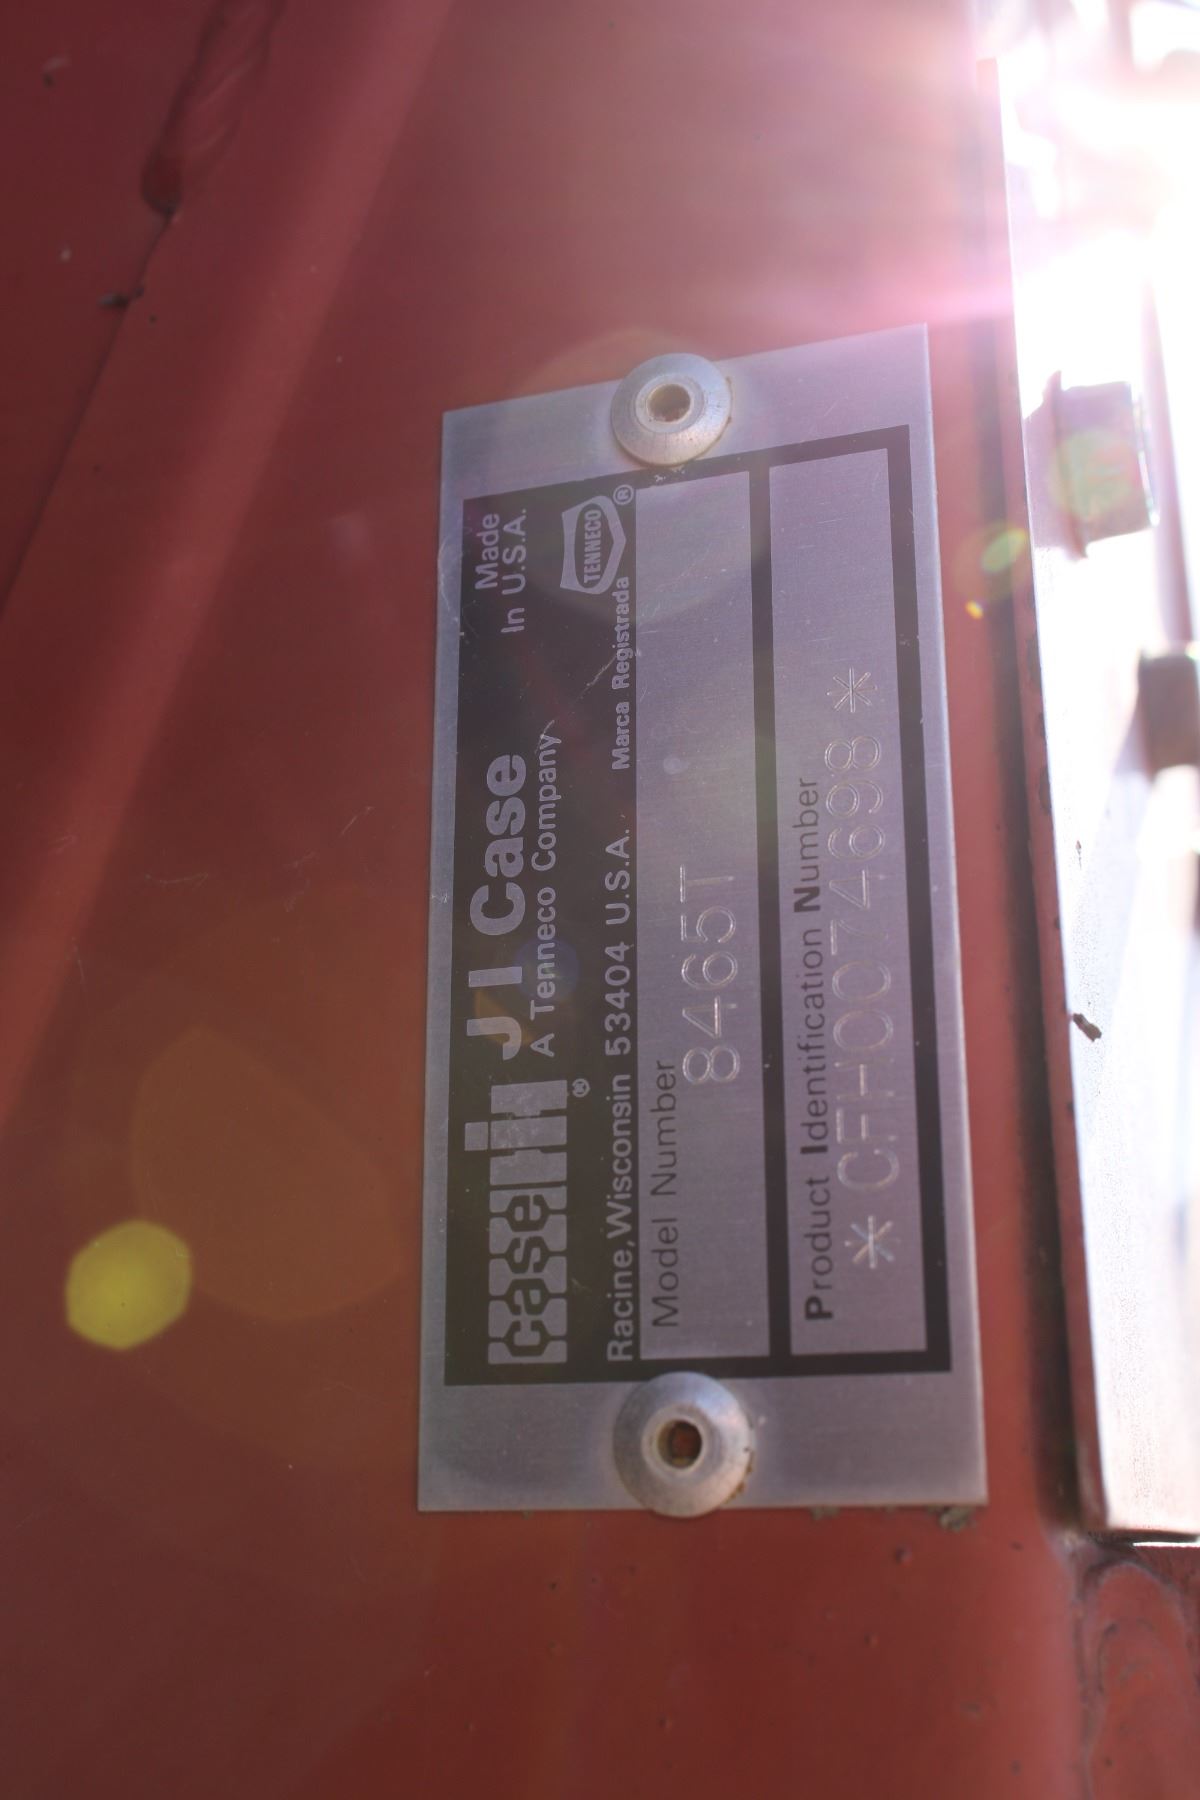 case ih® J I Case
A Tenneco Company
Made
In U.S.A.
Racine, Wisconsin 53404 U.S.A. Marca Registrada
TENNECO ®
Model Number
8465T
Product Identification Number
*CFH0074698*